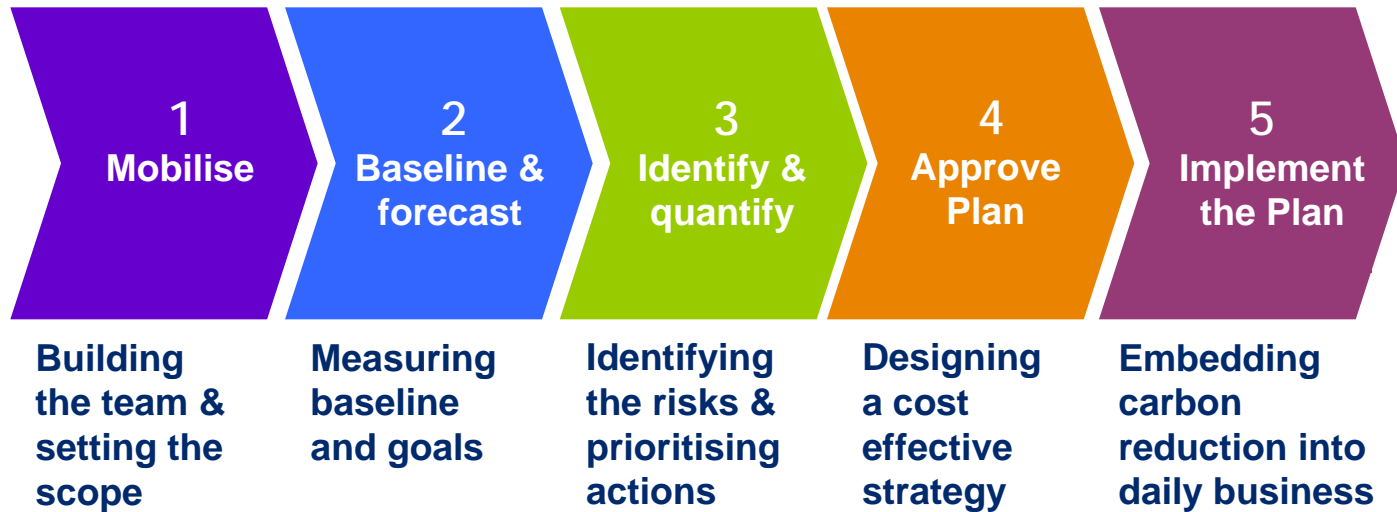 1
Mobilise
2
Baseline &
forecast
3
Identify &
quantify
4
Approve
Plan
5
Implement
the Plan
Building
the team &
setting the
scope
Measuring
baseline
and goals
Identifying
the risks &
prioritising
actions
Designing
a cost
effective
strategy
Embedding
carbon
reduction into
daily business